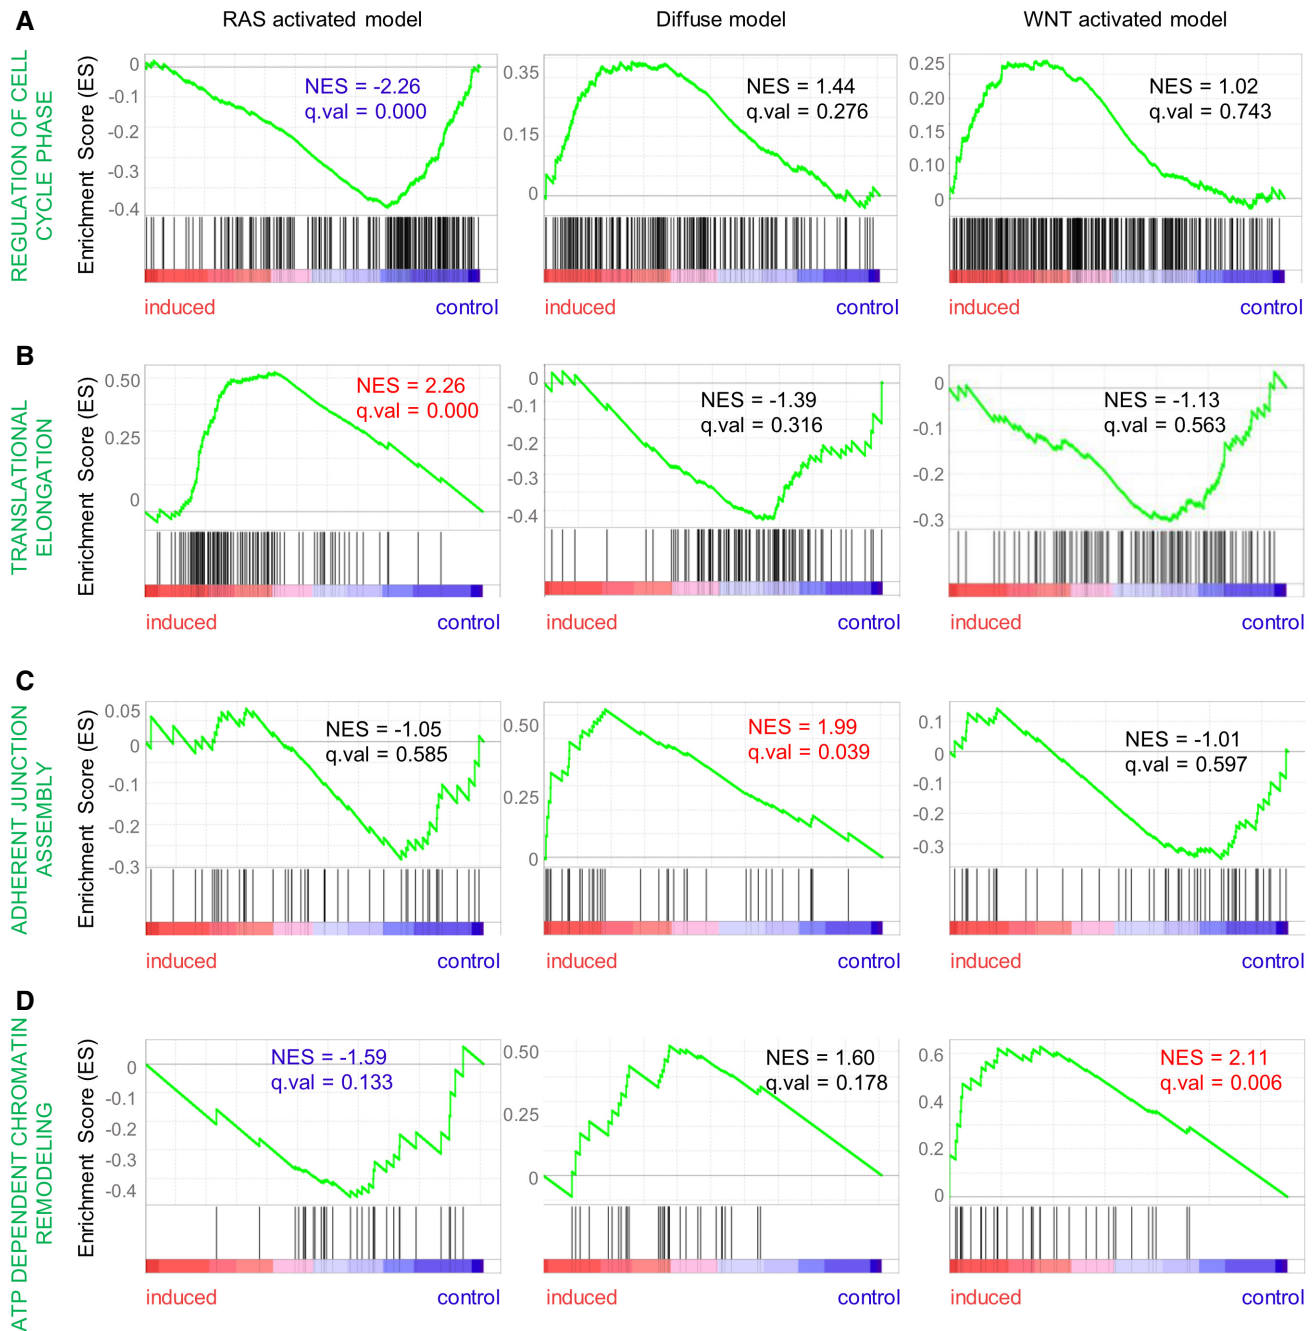 A
RAS activated model
Diffuse model
WNT activated model
REGULATION OF CELL
CYCLE PHASE
Enrichment Score (ES)
0
-0.1
-0.2
-0.3
-0.4
NES = -2.26
q.val = 0.000
induced
control
0.35
0.15
0
NES = 1.44
q.val = 0.276
induced
control
0.25
0.20
0.15
0.10
0
NES = 1.02
q.val = 0.743
induced
control
B
TRANSLATIONAL
ELONGATION
Enrichment Score (ES)
0.50
0.25
0
NES = 2.26
q.val = 0.000
induced
control
0
-0.1
-0.2
-0.3
-0.4
NES = -1.39
q.val = 0.316
induced
control
0
-0.1
-0.2
-0.3
NES = -1.13
q.val = 0.563
induced
control
C
ADHERENT JUNCTION
ASSEMBLY
Enrichment Score (ES)
0.05
0
-0.1
-0.2
-0.3
NES = -1.05
q.val = 0.585
induced
control
0.50
0.25
0
NES = 1.99
q.val = 0.039
induced
control
0.1
0
-0.1
-0.2
-0.3
NES = -1.01
q.val = 0.597
induced
control
D
ATP DEPENDENT CHROMATIN
REMODELING
Enrichment Score (ES)
0
-0.1
-0.2
-0.3
-0.4
NES = -1.59
q.val = 0.133
induced
control
0.50
0.25
0
NES = 1.60
q.val = 0.178
induced
control
0.6
0.4
0.2
0
NES = 2.11
q.val = 0.006
induced
control